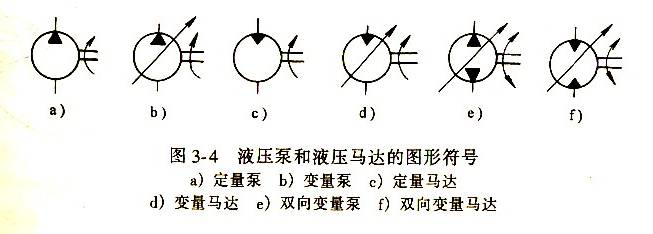 a) b) c) d) e) f)
图 3-4 液压泵和液压马达的图形符号
a) 定量泵 b) 变量泵 c) 定量马达
d) 变量马达 e) 双向变量泵 f) 双向变量马达